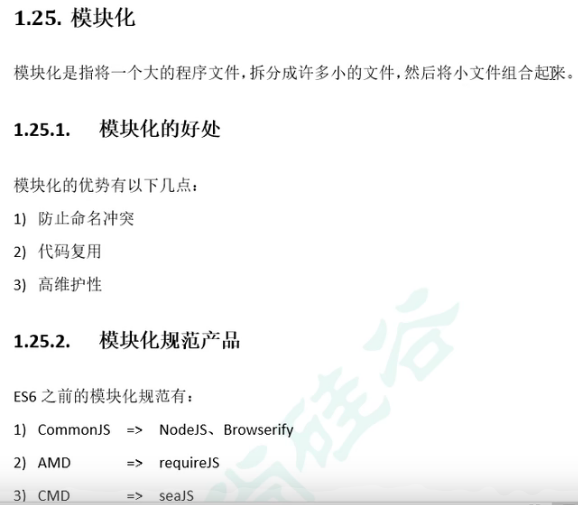 1.25. 模块化
模块化是指将一个大的程序文件，拆分成许多小的文件，然后将小文件组合起来。
1.25.1. 模块化的好处
模块化的优势有以下几点：
1) 防止命名冲突
2) 代码复用
3) 高维护性
1.25.2. 模块化规范产品
ES6 之前的模块化规范有：
1) CommonJS => NodeJS、Browserify
2) AMD => requireJS
3) CMD => seaJS
尚硅谷